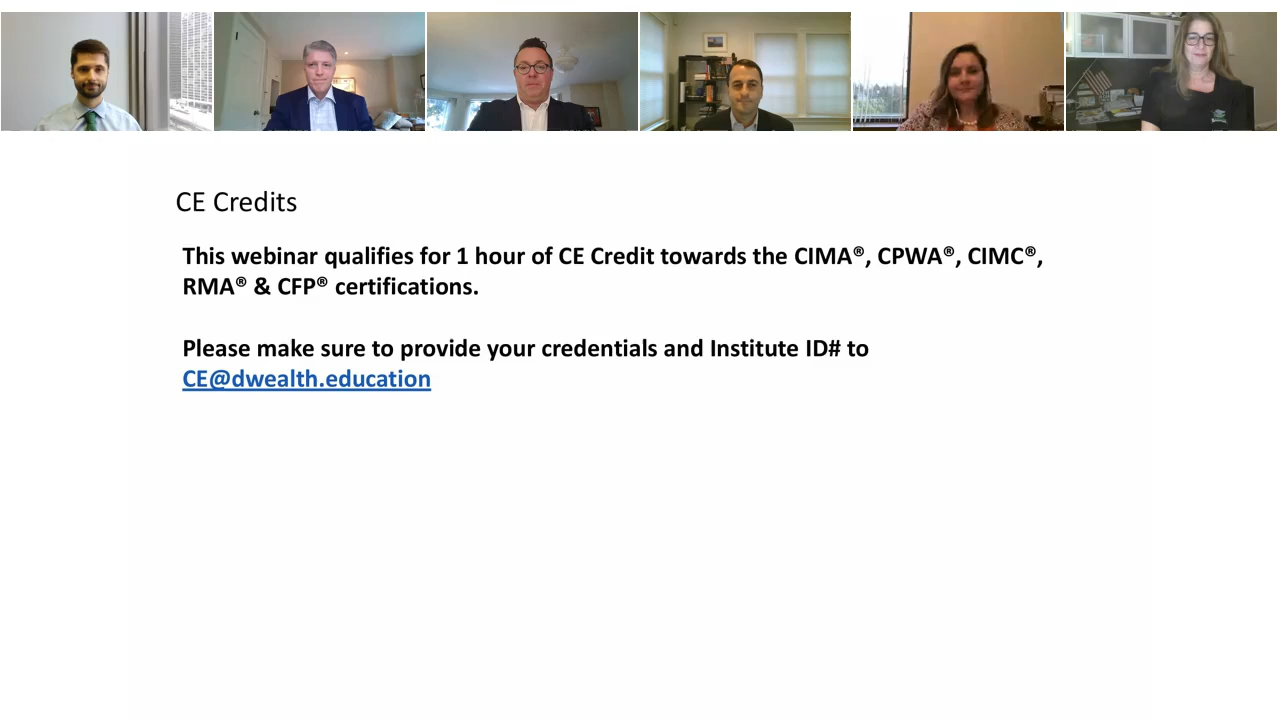 CE Credits
This webinar qualifies for 1 hour of CE Credit towards the CIMA®, CPWA®, CIMC®,
RMA® & CFP® certifications.
Please make sure to provide your credentials and Institute ID# to
CE@dwealth.education